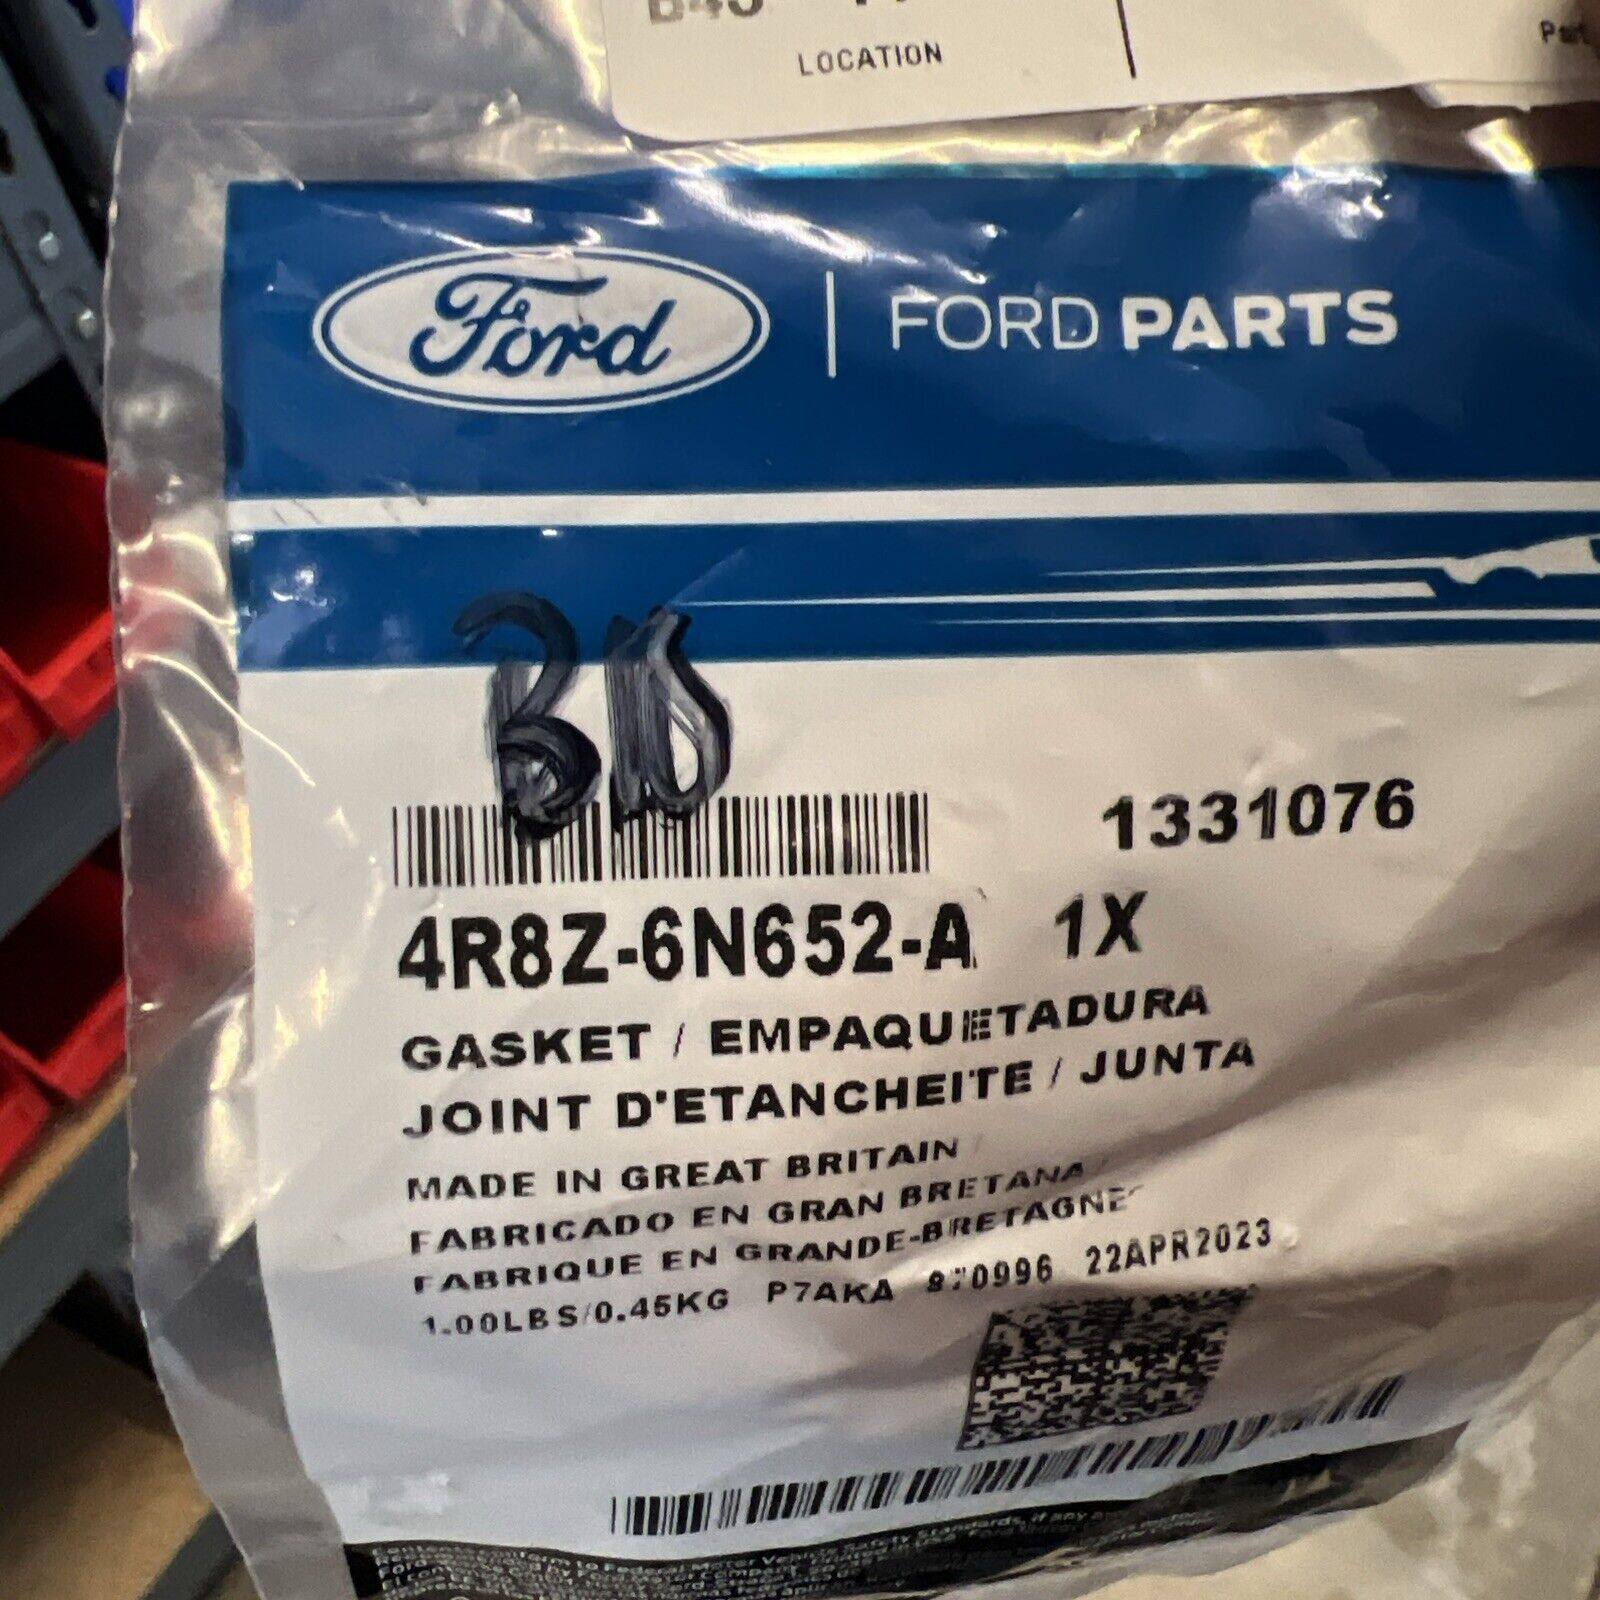 LOCATION
Ford
FORD PARTS
1331076
4R8Z-6N652-A 1X
GASKET / EMPAQUETADURA
JOINT D'ETANCHEITE / JUNTA
MADE IN GREAT BRITAIN /
FABRICADO EN GRAN BRETANA /
FABRIQUE EN GRANDE-BRETAGNE
1.00LBS/0.45KG P7AKA 870996 22APR2023